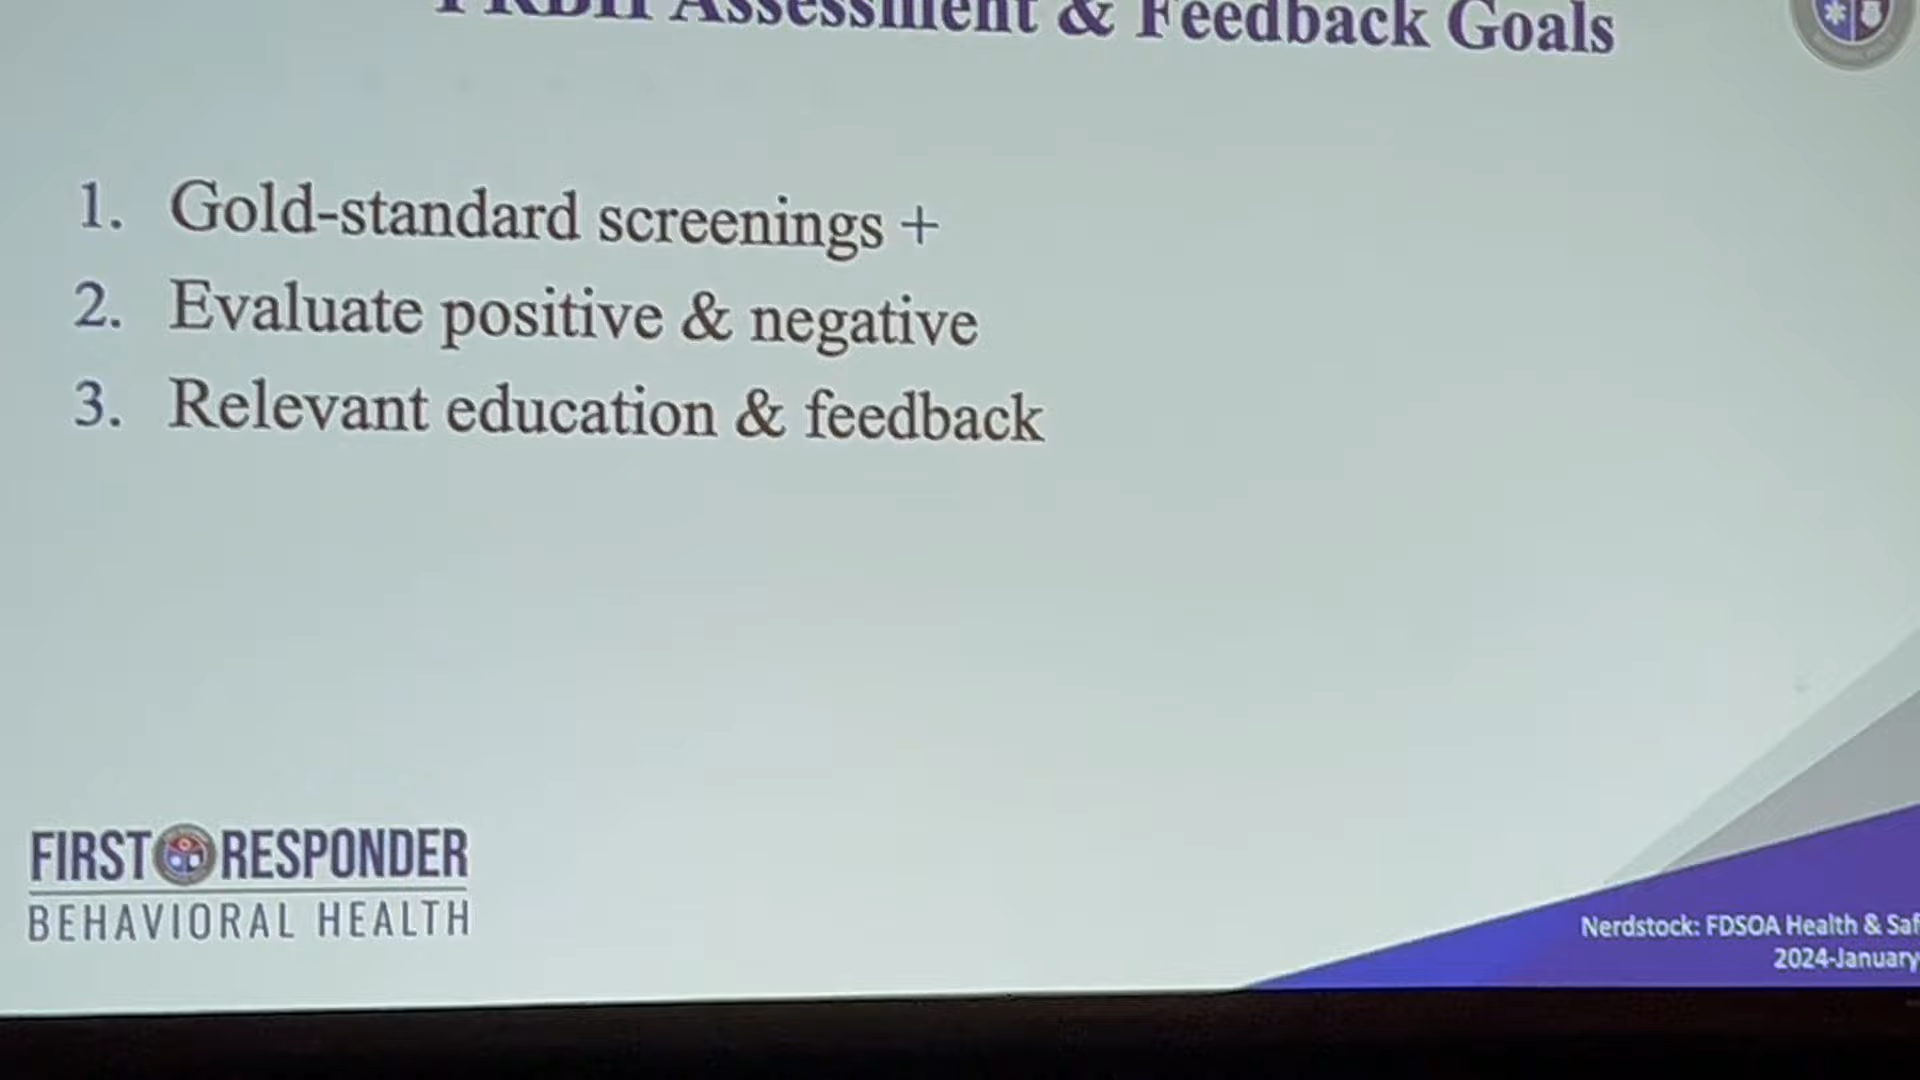 FRBH Assessment & Feedback Goals
1. Gold-standard screenings +
2. Evaluate positive & negative
3. Relevant education & feedback
FIRST RESPONDER
BEHAVIORAL HEALTH
Nerdstock: FDSOA Health & Saf
2024-January